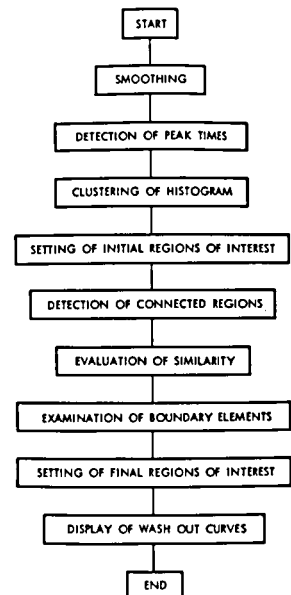 START
SMOOTHING
DETECTION OF PEAK TIMES
CLUSTERING OF HISTOGRAM
SETTING OF INITIAL REGIONS OF INTEREST
DETECTION OF CONNECTED REGIONS
EVALUATION OF SIMILARITY
EXAMINATION OF BOUNDARY ELEMENTS
SETTING OF FINAL REGIONS OF INTEREST
DISPLAY OF WASH OUT CURVES
END